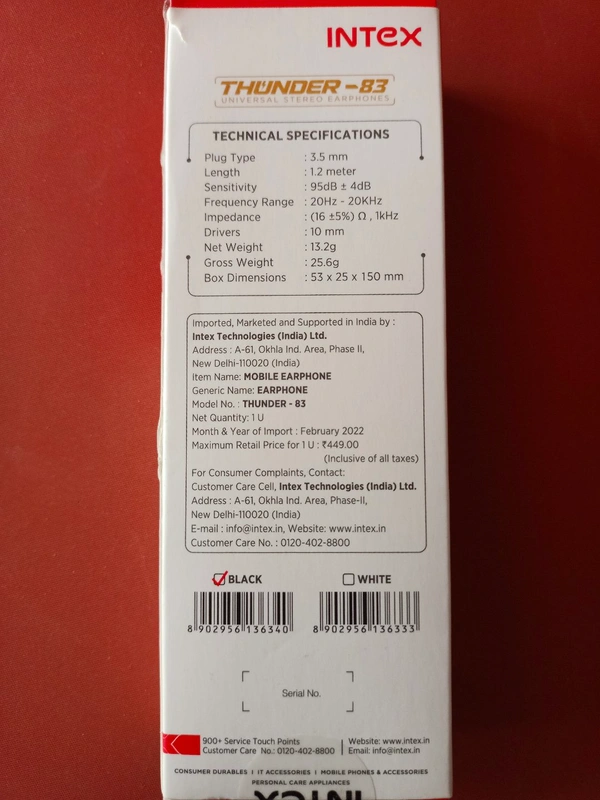 INTEX
THUNDER -83
UNIVERSAL STEREO EARPHONES
TECHNICAL SPECIFICATIONS
Plug Type : 3.5 mm
Length : 1.2 meter
Sensitivity : 95dB ± 4dB
Frequency Range : 20Hz - 20KHz
Impedance : (16 ±5%) Ω , 1kHz
Drivers : 10 mm
Net Weight : 13.2g
Gross Weight : 25.6g
Box Dimensions : 53 x 25 x 150 mm
Imported, Marketed and Supported in India by :
Intex Technologies (India) Ltd.
Address : A-61, Okhla Ind. Area, Phase II,
New Delhi-110020 (India)
Item Name: MOBILE EARPHONE
Generic Name: EARPHONE
Model No. : THUNDER - 83
Net Quantity: 1 U
Month & Year of Import : February 2022
Maximum Retail Price for 1 U : ₹449.00
(Inclusive of all taxes)
For Consumer Complaints, Contact:
Customer Care Cell, Intex Technologies (India) Ltd.
Address : A-61, Okhla Ind. Area, Phase-II,
New Delhi-110020 (India)
E-mail : info@intex.in, Website: www.intex.in
Customer Care No. : 0120-402-8800
BLACK WHITE
8 902956 136340 8 902956 136333
Serial No.
900+ Service Touch Points Website: www.intex.in
Customer Care No.: 0120-402-8800 Email: info@intex.in
CONSUMER DURABLES | IT ACCESSORIES | MOBILE PHONES & ACCESSORIES
PERSONAL CARE APPLIANCES
INTEX